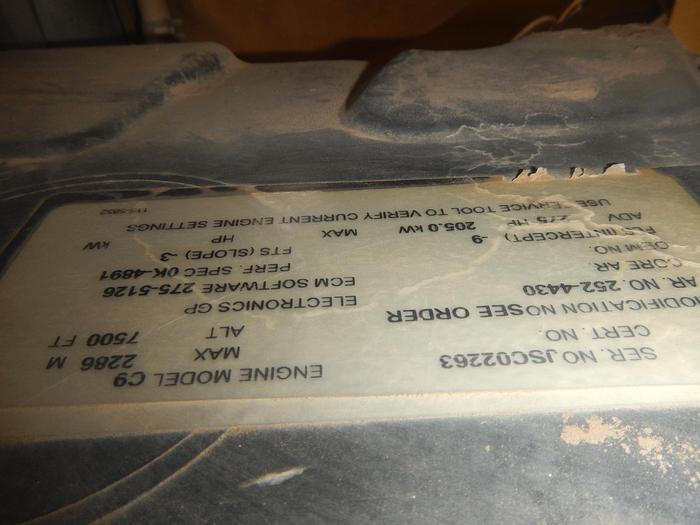 SER. NO JSC02263 ENGINE MODEL C9
CERT. NO. MAX 2286 M
MODIFICATION NO SEE ORDER ALT 7500 FT
AR. NO. 252-4430 ELECTRONICS GP
CORE AR. ECM SOFTWARE 275-5126
OEM NO. PERF. SPEC 0K-4891
FLS (INTERCEPT) -9 FTS (SLOPE) -3
ADV 275 HP 205.0 kW MAX HP kW
USE SERVICE TOOL TO VERIFY CURRENT ENGINE SETTINGS